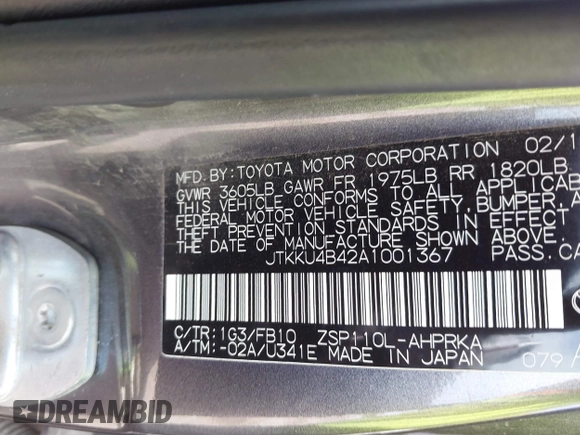 MFD. BY: TOYOTA MOTOR CORPORATION 02/1
GVWR 3605LB GAWR FR 1975LB RR 1820LB
THIS VEHICLE CONFORMS TO ALL APPLICAB
FEDERAL MOTOR VEHICLE SAFETY, BUMPER, A
THEFT PREVENTION STANDARDS IN EFFECT
THE DATE OF MANUFACTURE SHOWN ABOVE.
JTKKU4B42A1001367 PASS. CA
C/TR: 1G3/FB10 ZSP110L-AHPRKA
A/TM: -02A/U341E MADE IN JAPAN 079 A
DREAMBID